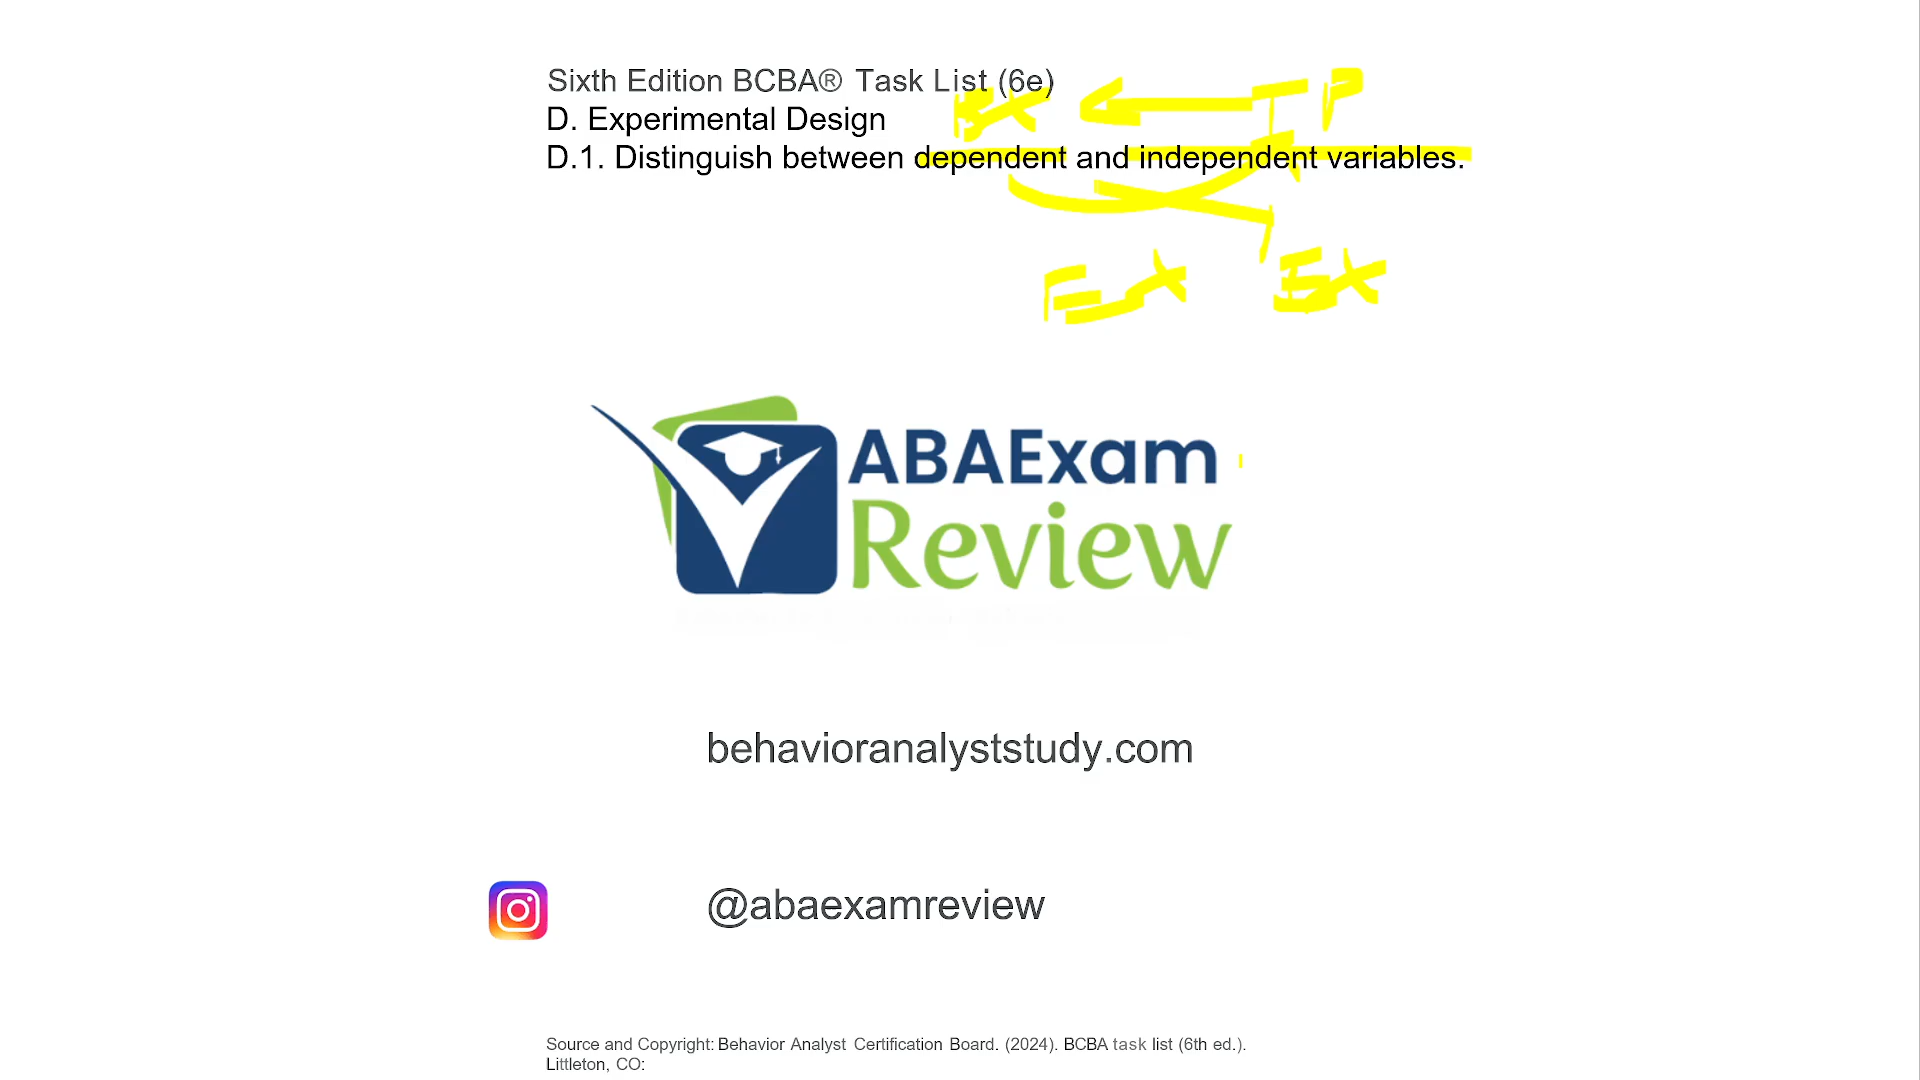 Sixth Edition BCBA® Task List (6e)
D. Experimental Design
D.1. Distinguish between dependent and independent variables.
ABAExam
Review
behavioranalyststudy.com
@abaexamreview
Source and Copyright: Behavior Analyst Certification Board. (2024). BCBA task list (6th ed.).
Littleton, CO: